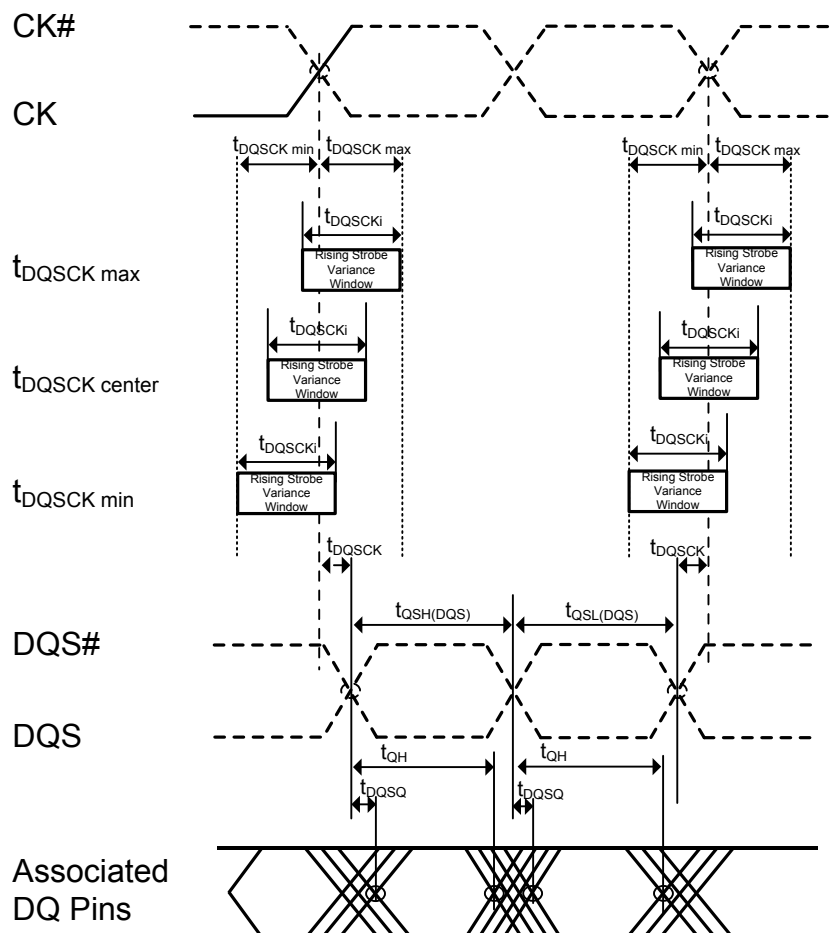 CK#
CK
tDQSCK min tDQSCK max
tDQSCK min tDQSCK max
tDQSCKi
tDQSCKi
tDQSCK max
Rising Strobe
Variance
Window
Rising Strobe
Variance
Window
tDQSCKi
tDQSCKi
tDQSCK center
Rising Strobe
Variance
Window
Rising Strobe
Variance
Window
tDQSCKi
tDQSCKi
tDQSCK min
Rising Strobe
Variance
Window
Rising Strobe
Variance
Window
tDQSCK
tDQSCK
tQSH(DQS)
tQSL(DQS)
DQS#
DQS
tQH
tQH
tDQSQ
tDQSQ
Associated
DQ Pins